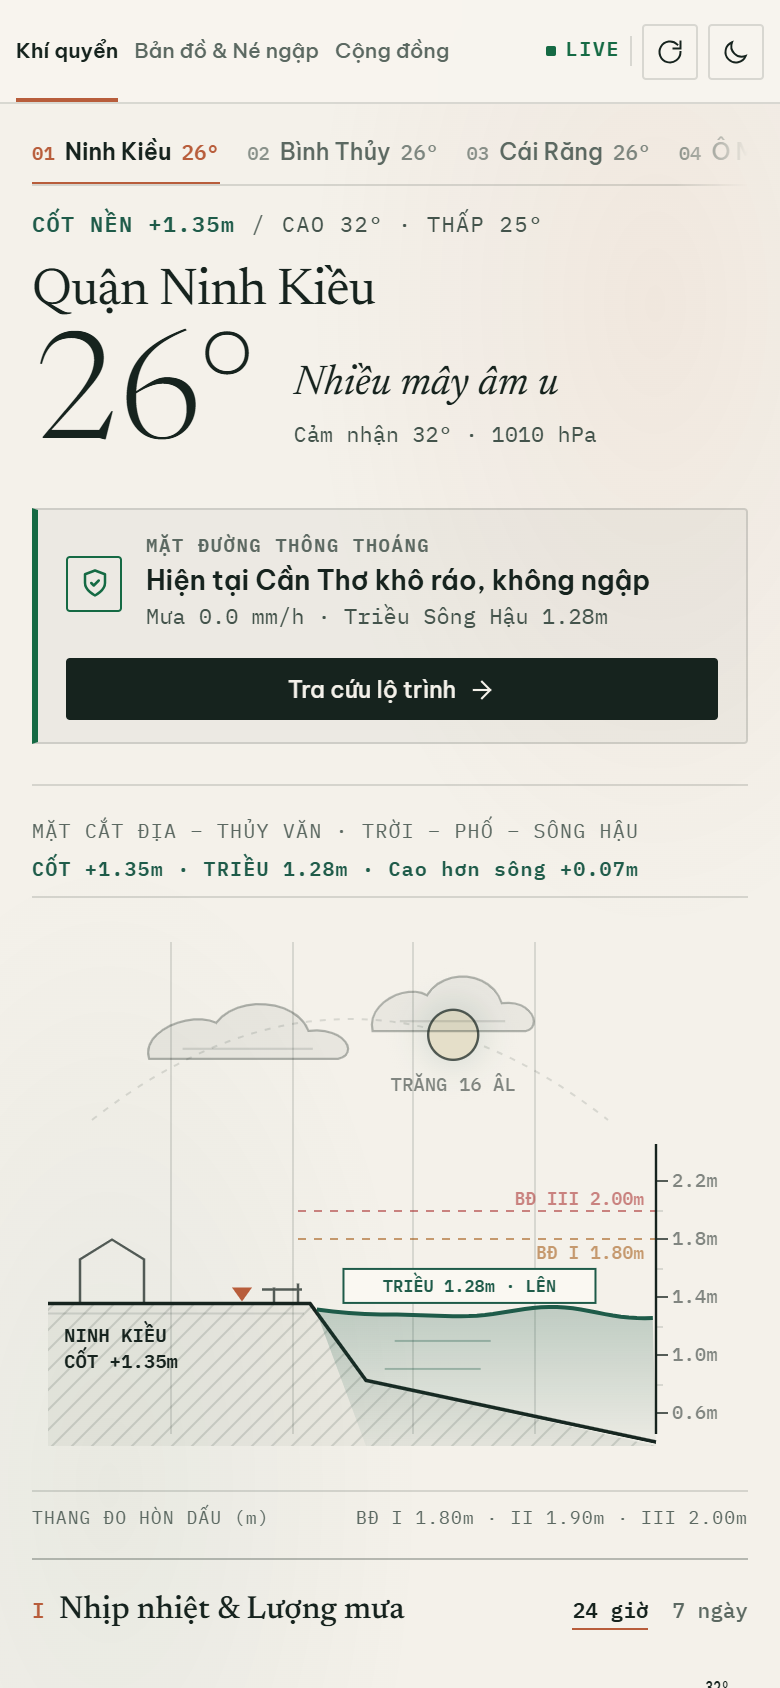 Khí quyển Bản đồ & Né ngập Cộng đồng LIVE
01 Ninh Kiều 26° 02 Bình Thủy 26° 03 Cái Răng 26° 04 Ô
CỐT NỀN +1.35m / CAO 32° · THẤP 25°
Quận Ninh Kiều
26°
Nhiều mây âm u
Cảm nhận 32° · 1010 hPa
MẶT ĐƯỜNG THÔNG THOÁNG
Hiện tại Cần Thơ khô ráo, không ngập
Mưa 0.0 mm/h · Triều Sông Hậu 1.28m
Tra cứu lộ trình →
MẶT CẮT ĐỊA – THỦY VĂN · TRỜI – PHỐ – SÔNG HẬU
CỐT +1.35m · TRIỀU 1.28m · Cao hơn sông +0.07m
TRĂNG 16 ÂL
2.2m
BĐ III 2.00m
1.8m
BĐ I 1.80m
TRIỀU 1.28m · LÊN
1.4m
NINH KIỀU
CỐT +1.35m
1.0m
0.6m
THANG ĐO HÒN DẤU (m) BĐ I 1.80m · II 1.90m · III 2.00m
I Nhịp nhiệt & Lượng mưa 24 giờ 7 ngày
32°